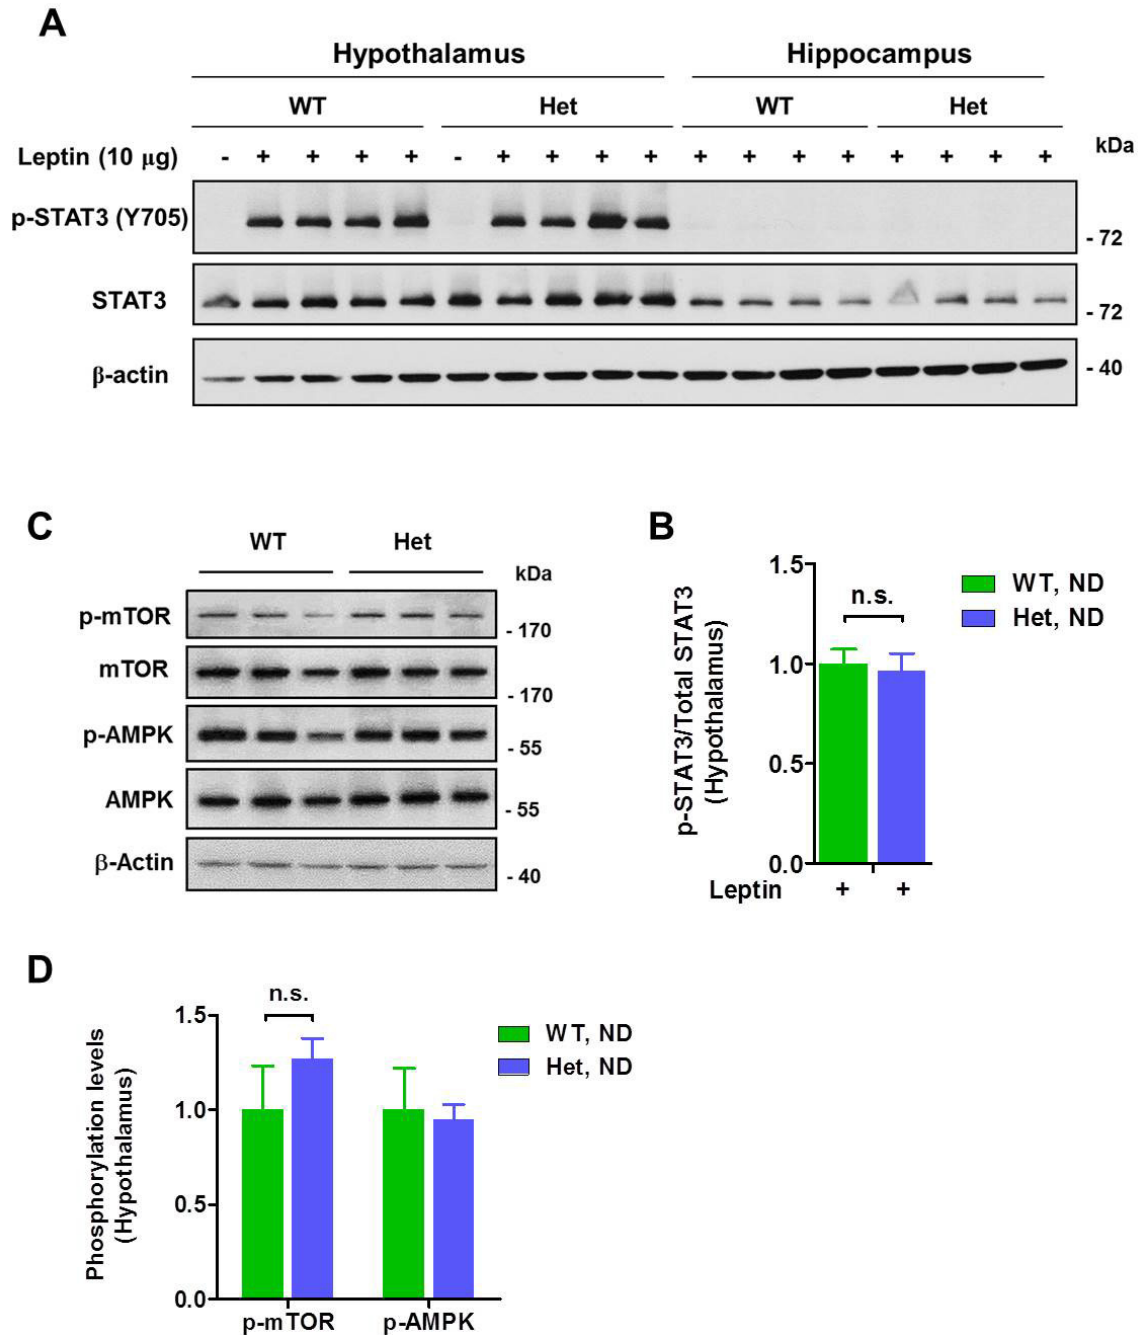 A
Hypothalamus Hippocampus
WT Het WT Het
Leptin (10 μg) - + + + + - + + + + + + + + + + + + kDa
p-STAT3 (Y705) - 72
STAT3 - 72
β-actin - 40
C
WT Het
kDa
p-mTOR - 170
mTOR - 170
p-AMPK - 55
AMPK - 55
β-Actin - 40
B
p-STAT3/Total STAT3
(Hypothalamus)
1.5
1.0
0.5
0.0
n.s.
WT, ND
Het, ND
Leptin + +
D
Phosphorylation levels
(Hypothalamus)
1.5
1.0
0.5
0.0
n.s.
WT, ND
Het, ND
p-mTOR p-AMPK